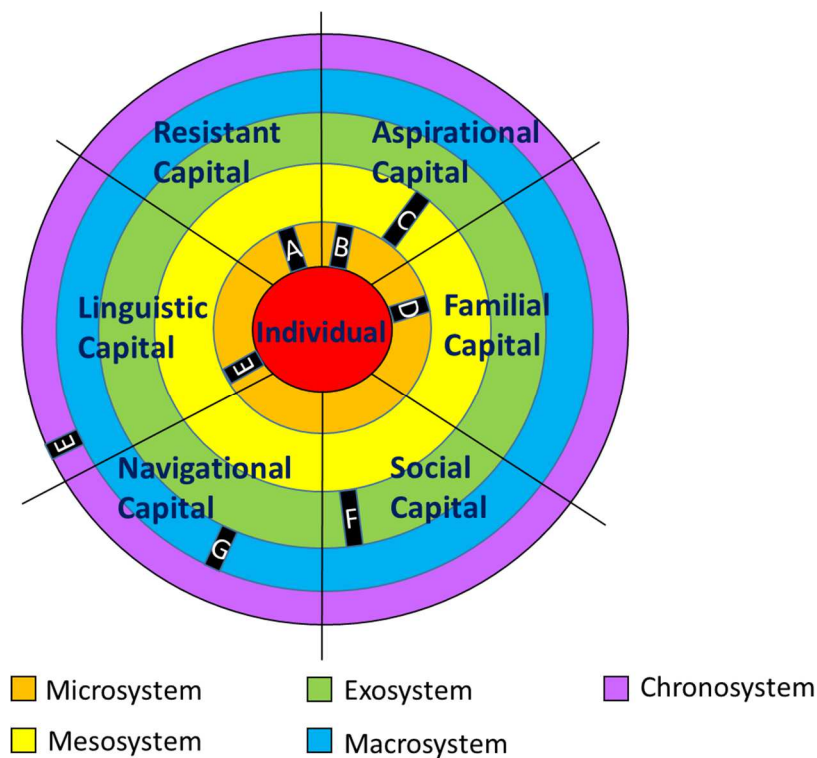 Resistant
Capital
Aspirational
Capital
C
A
B
Linguistic
Capital
Individual
D
Familial
Capital
E
E
Navigational
Capital
Social
Capital
F
G
Microsystem
Exosystem
Chronosystem
Mesosystem
Macrosystem